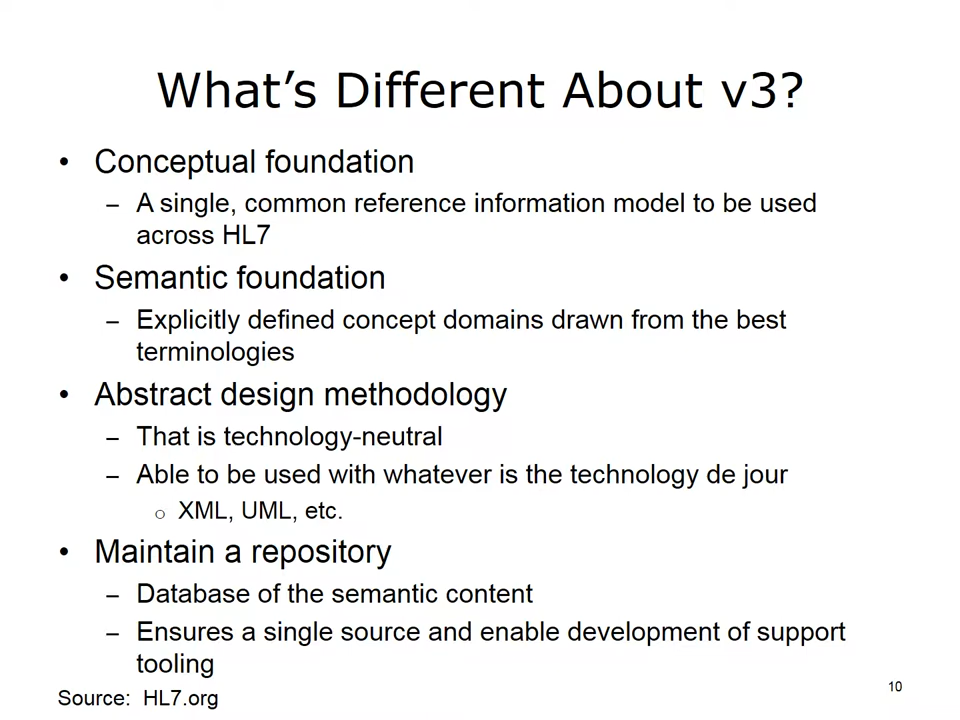 What's Different About v3?
• Conceptual foundation
– A single, common reference information model to be used
across HL7
• Semantic foundation
– Explicitly defined concept domains drawn from the best
terminologies
• Abstract design methodology
– That is technology-neutral
– Able to be used with whatever is the technology de jour
○ XML, UML, etc.
• Maintain a repository
– Database of the semantic content
– Ensures a single source and enable development of support
tooling
Source: HL7.org
10